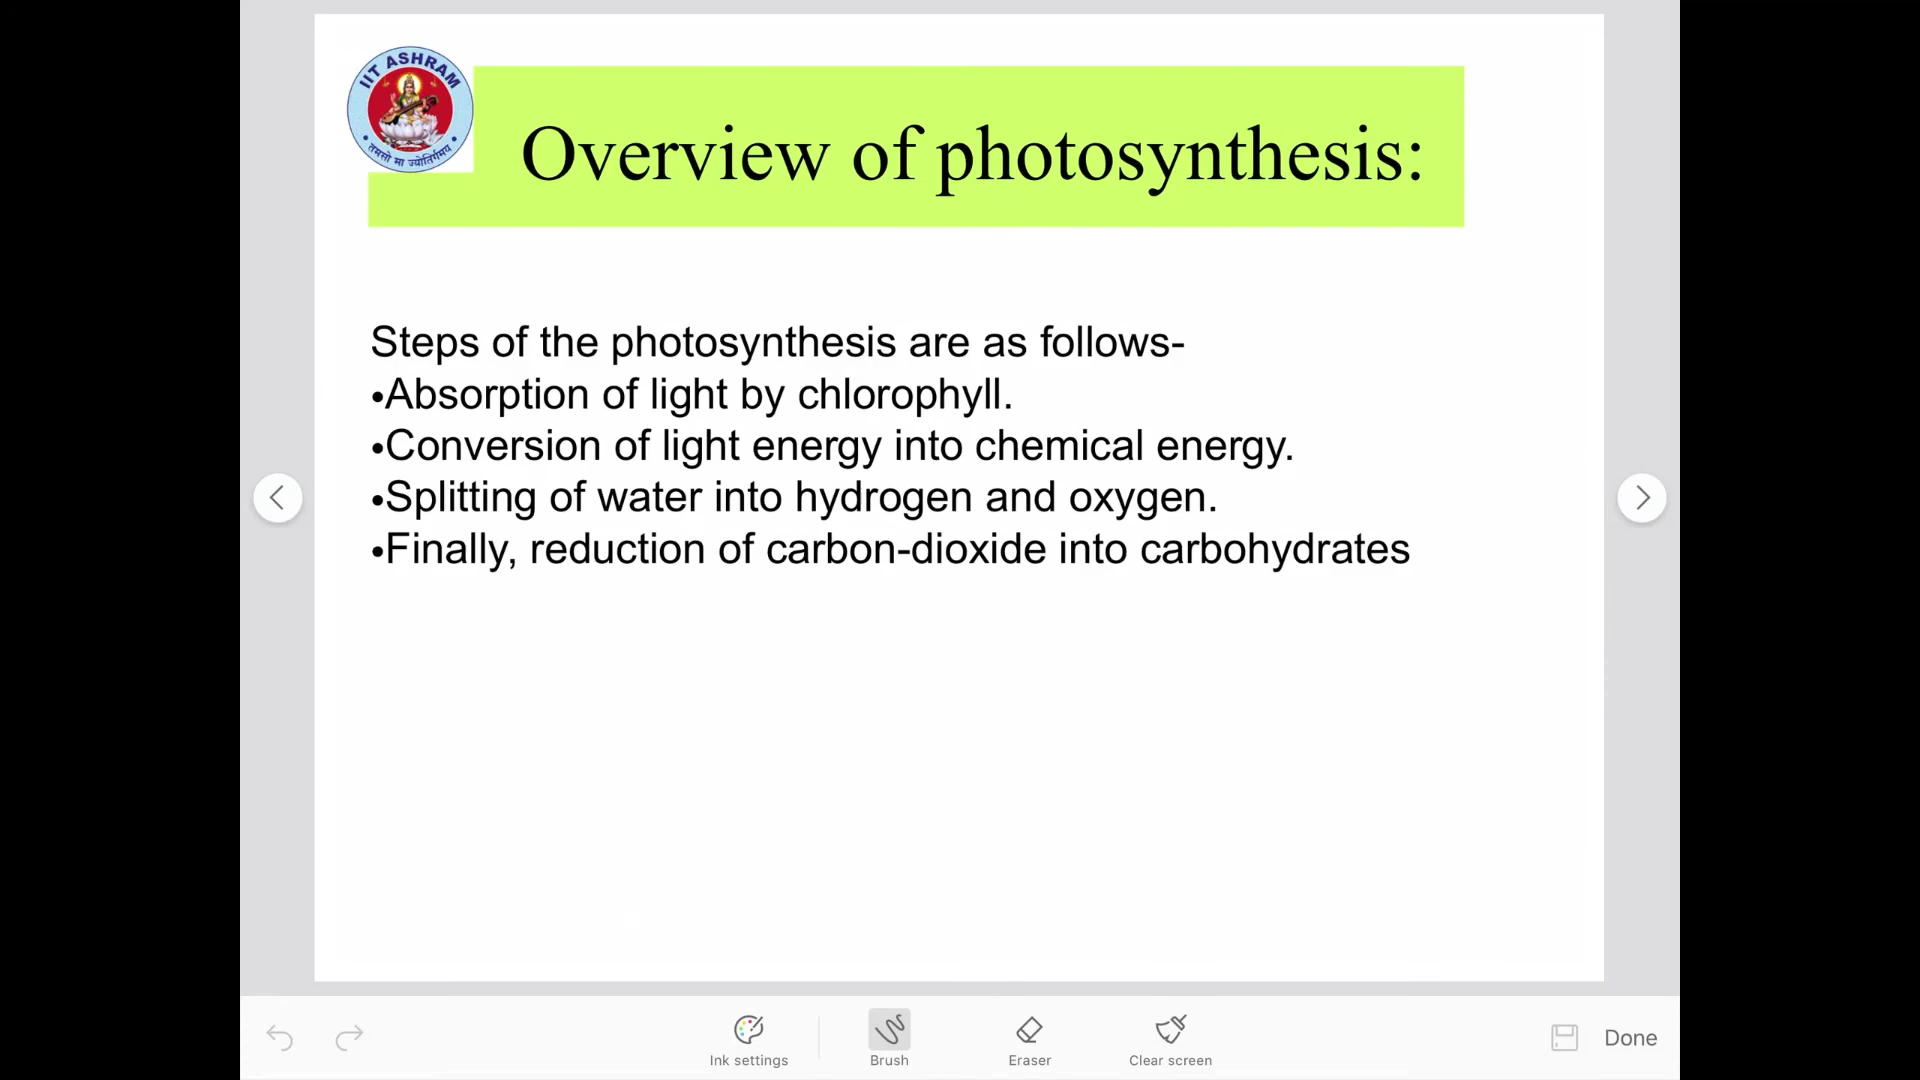 IIT ASHRAM
तमसो मा ज्योतिर्गमय
Overview of photosynthesis:
Steps of the photosynthesis are as follows-
•Absorption of light by chlorophyll.
•Conversion of light energy into chemical energy.
•Splitting of water into hydrogen and oxygen.
•Finally, reduction of carbon-dioxide into carbohydrates
Ink settings
Brush
Eraser
Clear screen
Done